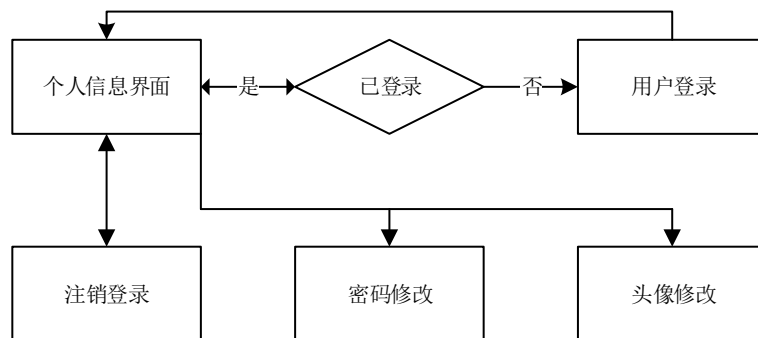 个人信息界面
是
已登录
否
用户登录
注销登录
密码修改
头像修改